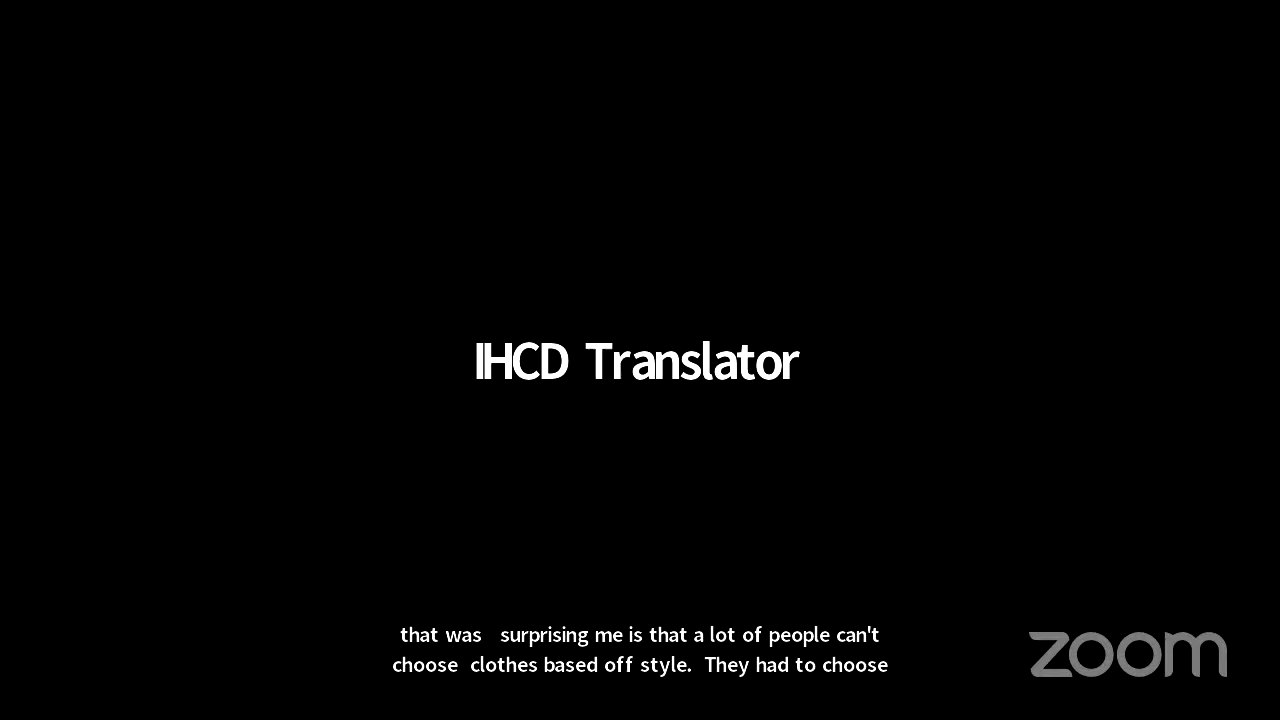 IHCD Translator
that was surprising me is that a lot of people can't
choose clothes based off style. They had to choose
zoom